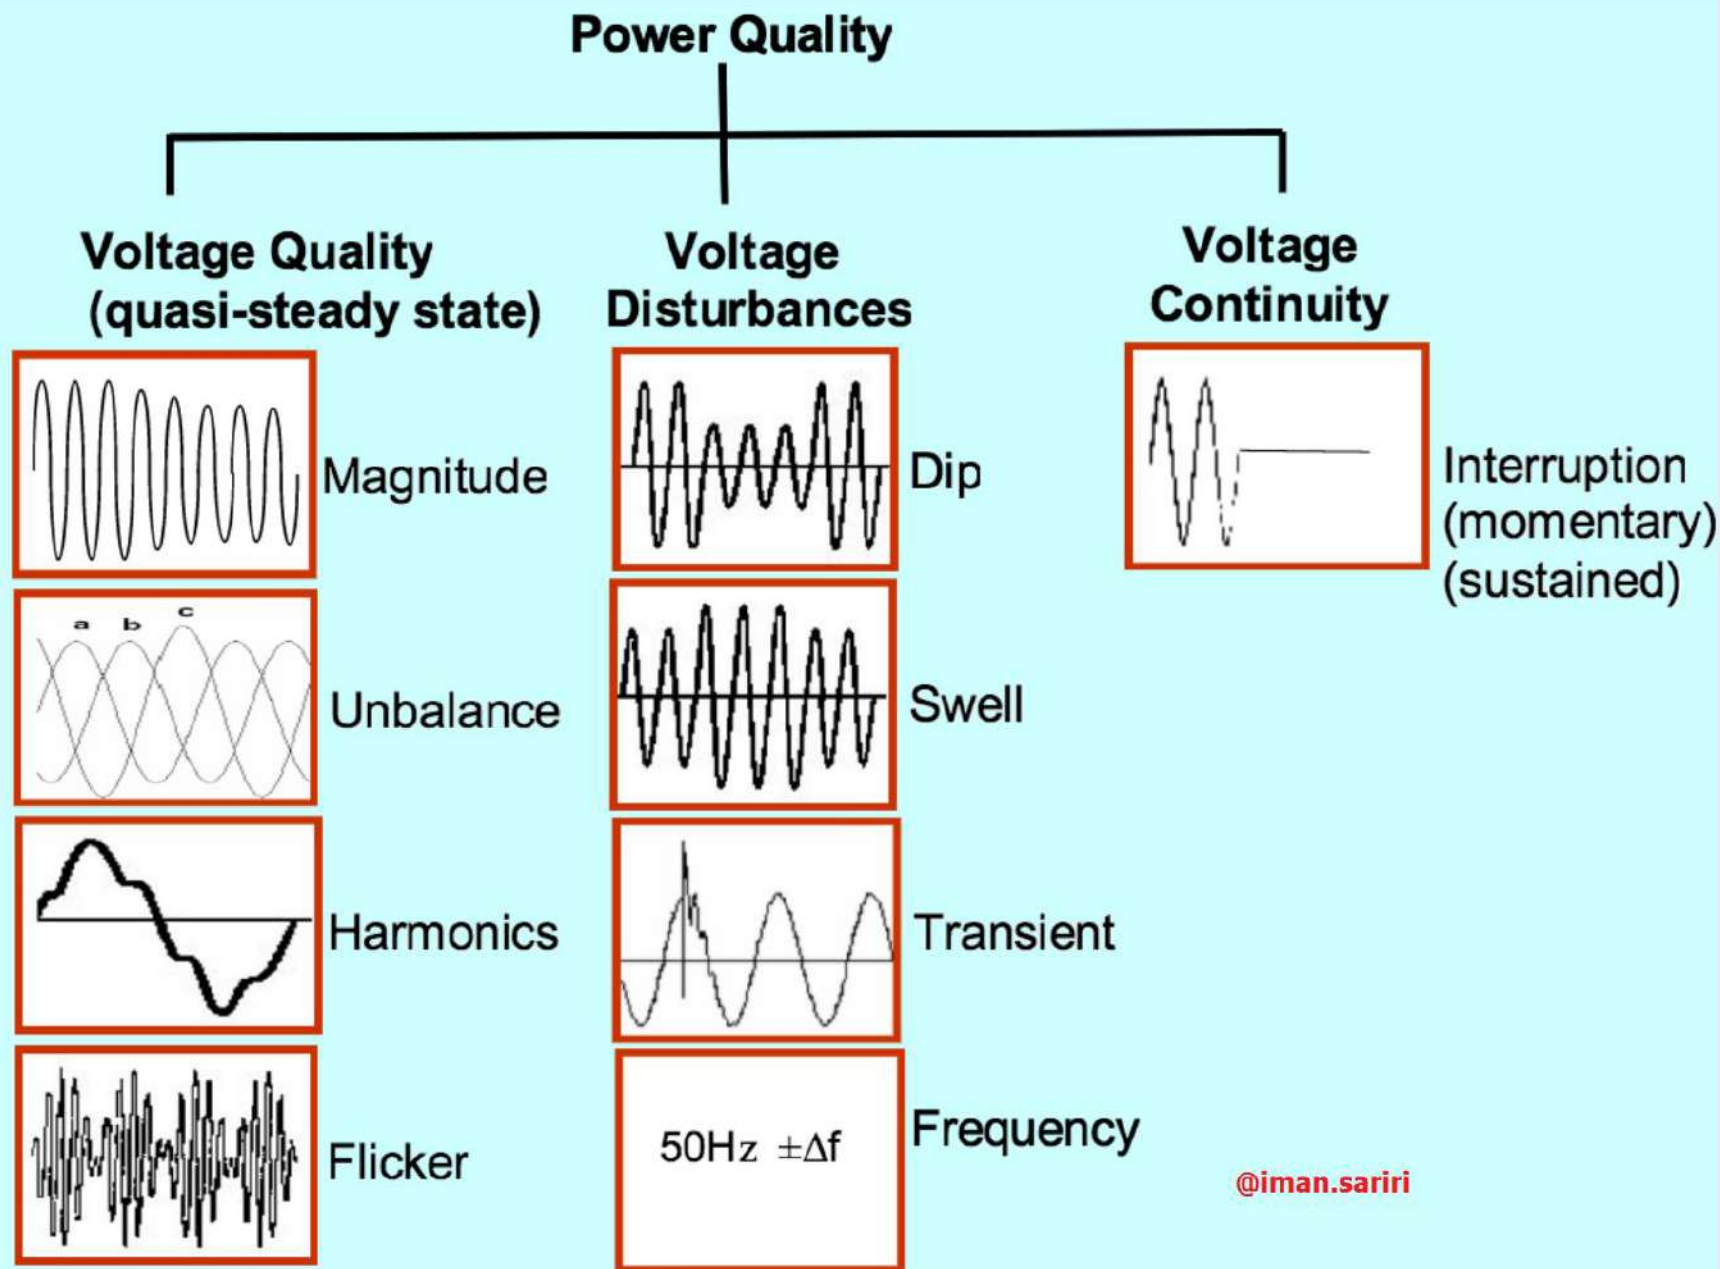 Power Quality
Voltage Quality
(quasi-steady state)
Magnitude
a b c
Unbalance
Harmonics
Flicker
Voltage
Disturbances
Dip
Swell
Transient
50Hz ±Δf
Frequency
Voltage
Continuity
Interruption
(momentary)
(sustained)
@iman.sariri